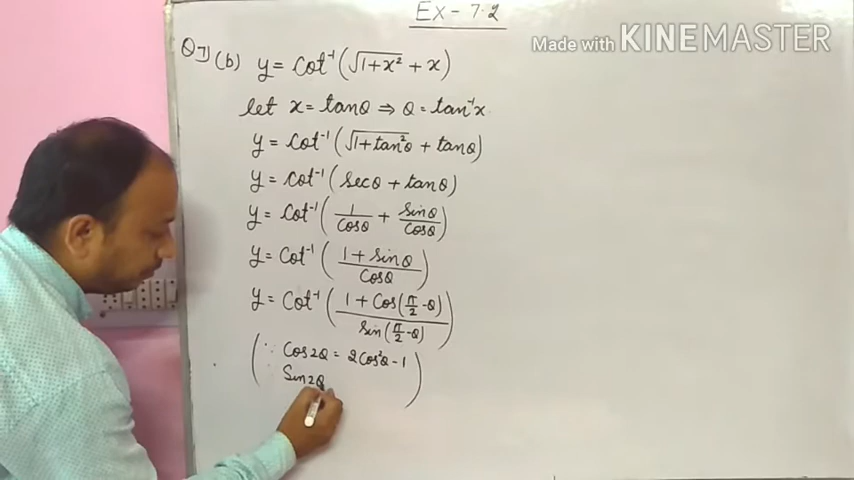 Ex - 7.2
Made with KINEMASTER
Q 7] (b) y = Cot⁻¹(√1+x² + x)
let x = tanθ ⇒ θ = tan⁻¹x.
y = Cot⁻¹(√1+tan²θ + tanθ)
y = Cot⁻¹(Secθ + tanθ)
y = Cot⁻¹(1/Cosθ + Sinθ/Cosθ)
y = Cot⁻¹((1 + Sinθ)/Cosθ)
y = Cot⁻¹((1 + Cos(π/2 - θ))/Sin(π/2 - θ))
(∵ Cos2θ = 2Cos²θ - 1
Sin2θ )